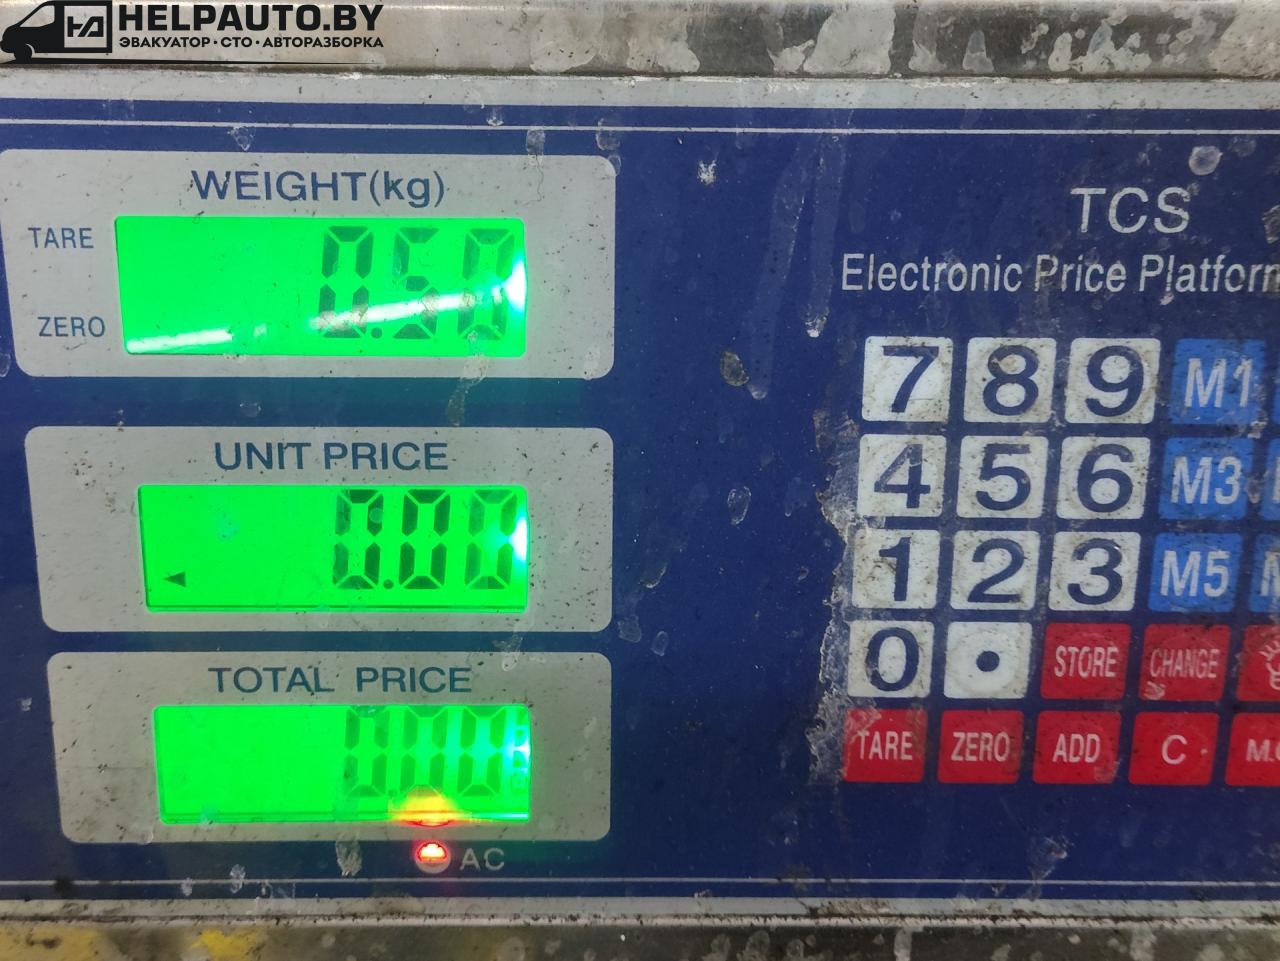 HELPAUTO.BY
ЭВАКУАТОР · СТО · АВТОРАЗБОРКА
WEIGHT(kg)
TARE
0.50
ZERO
UNIT PRICE
0.00
TOTAL PRICE
0.00
AC
TCS
Electronic Price Platform
7 8 9 M1
4 5 6 M3
1 2 3 M5
0 • STORE CHANGE
TARE ZERO ADD C